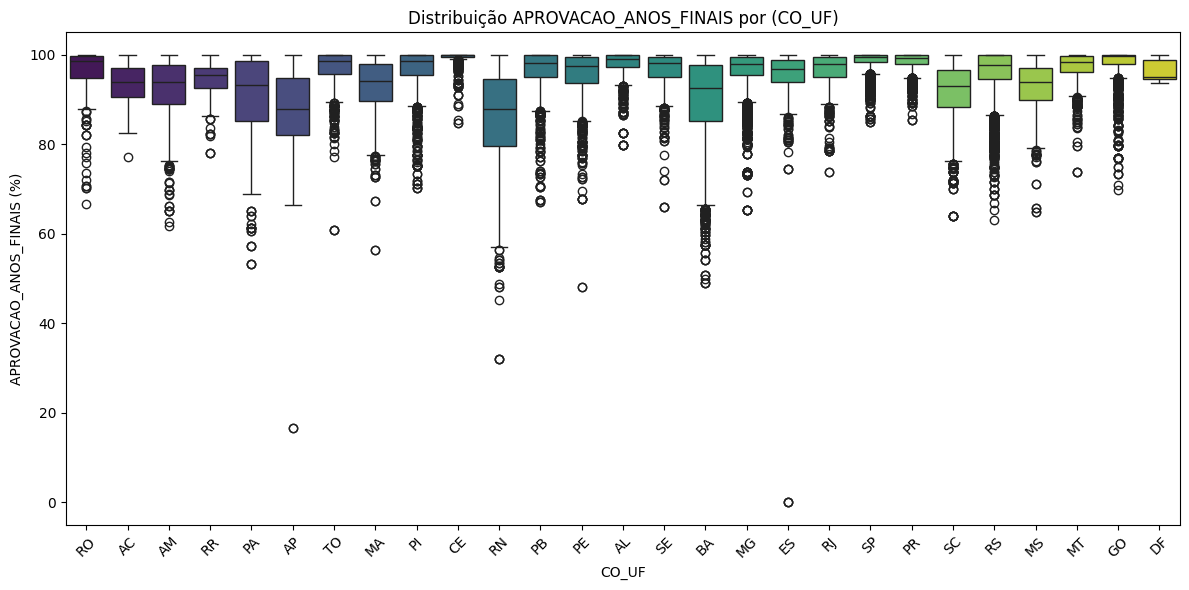 Distribuição APROVACAO_ANOS_FINAIS por (CO_UF)
APROVACAO_ANOS_FINAIS (%)
100
80
60
40
20
0
RO AC AM RR PA AP TO MA PI CE RN PB PE AL SE BA MG ES RJ SP PR SC RS MS MT GO DF
CO_UF